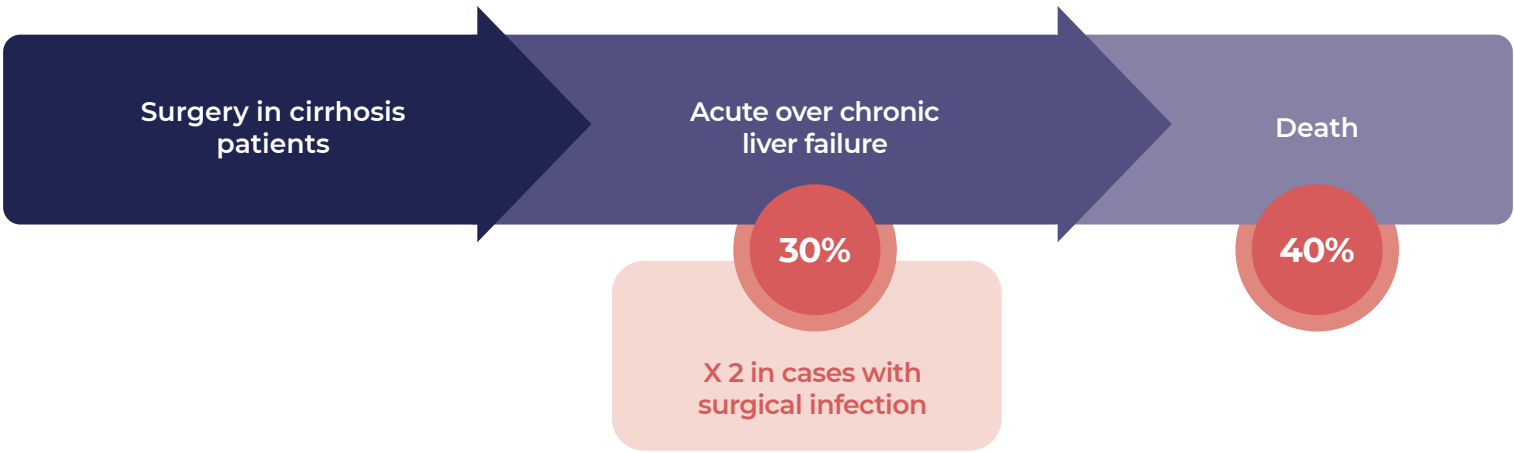 Surgery in cirrhosis
patients
Acute over chronic
liver failure
Death
30%
40%
X 2 in cases with
surgical infection